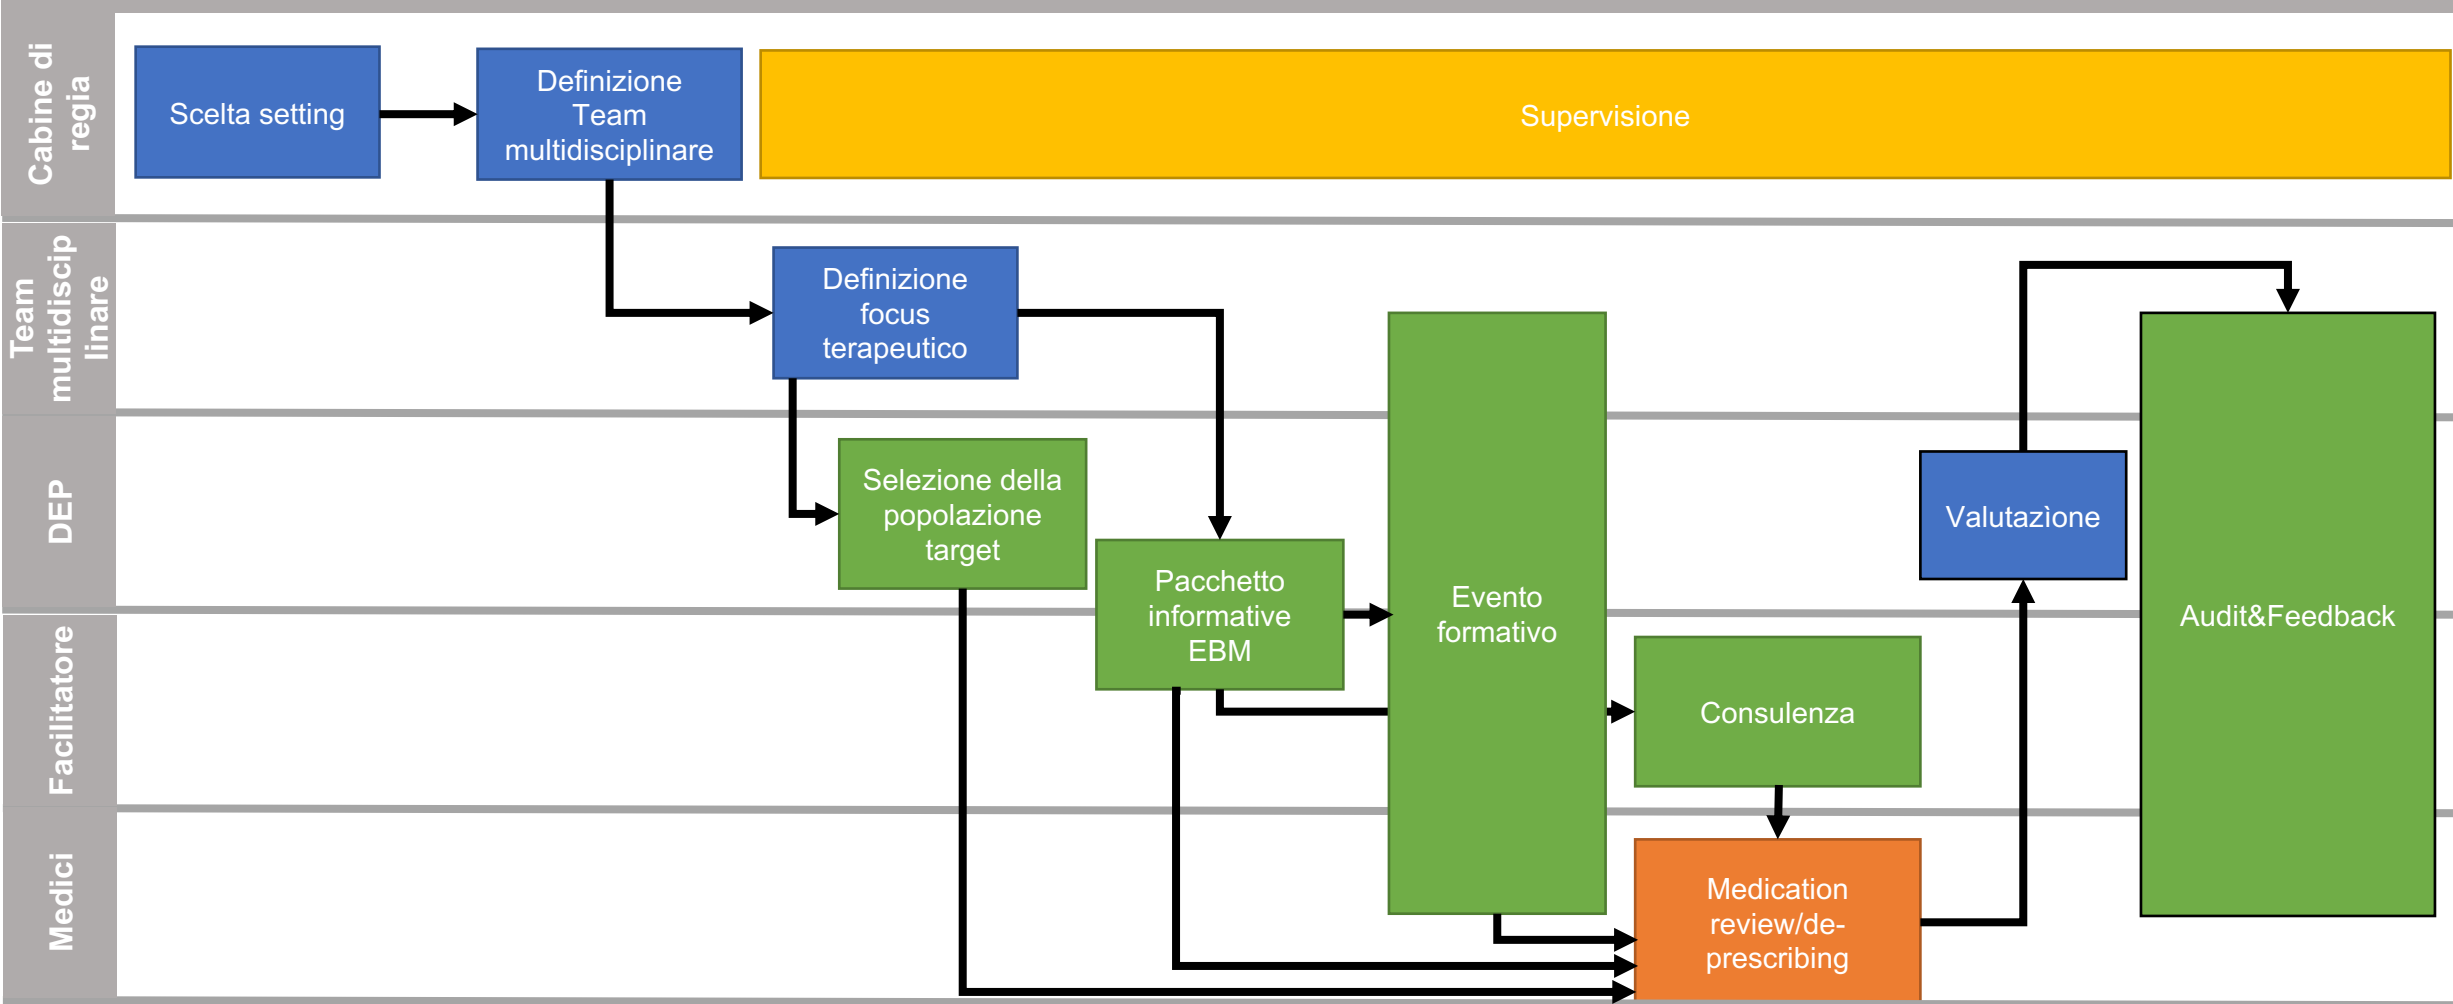 Cabine di
regia
Scelta setting
Definizione
Team
multidisciplinare
Supervisione
Team
multidiscip
linare
Definizione
focus
terapeutico
DEP
Selezione della
popolazione
target
Pacchetto
informative
EBM
Evento
formativo
Valutazìone
Audit&Feedback
Facilitatore
Consulenza
Medici
Medication
review/de-
prescribing